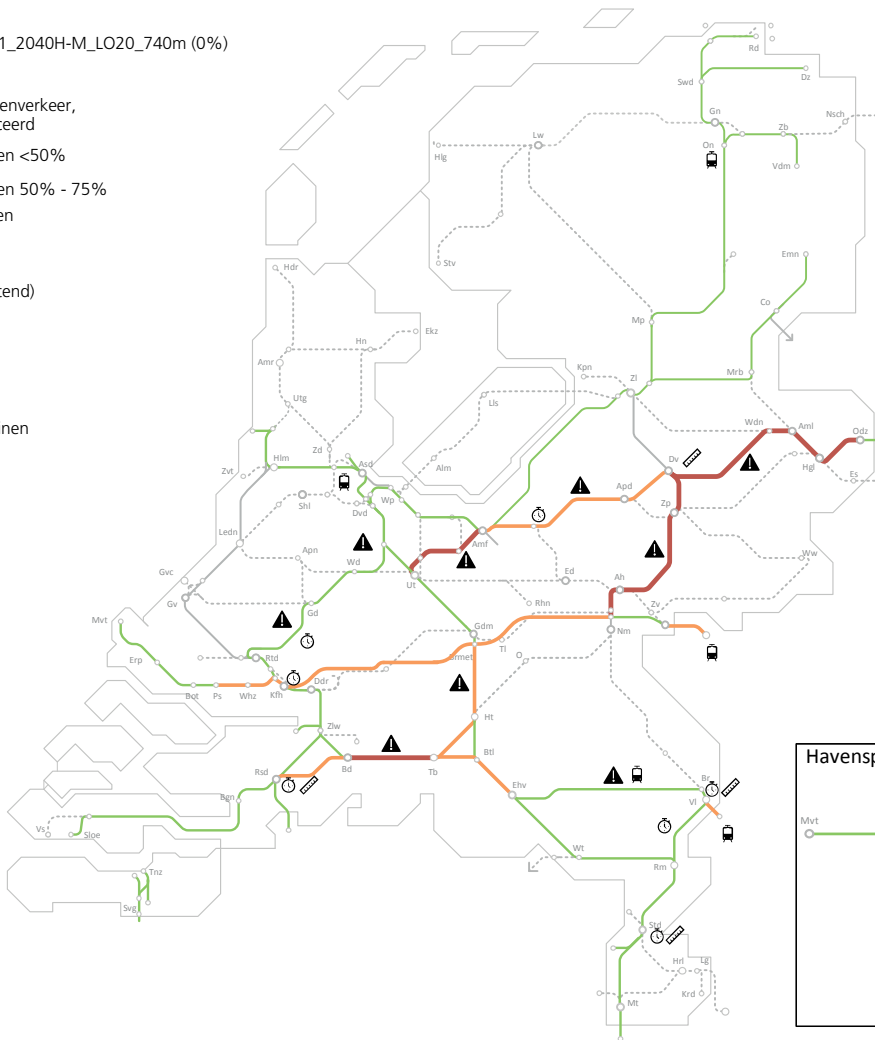 1_2040H-M_LO20_740m (0%)
enverkeer,
teerd
en <50%
en 50% - 75%
en
tend)
nen
Rd
Swd
Dz
Gn
Nsch
Zb
On
Vdm
Lw
Hlg
Stv
Hdr
Emn
Co
Mp
Ekz
Hn
Amr
Kpn
Mrb
Zl
Lls
Utg
Wdn
Aml
Odz
Zd
Asd
Hlm
Zvt
Alm
Dv
Hgl
Es
Apd
Wp
Shl
Dvd
Zp
Ledn
Amf
Apn
Wd
Ut
Ed
Ww
Gvc
Gv
Ah
Gd
Rhn
Zv
Mvt
Gdm
Nm
Rtd
Tl
O
Erp
Bot
Ps
Whz
Kfh
Ddr
Ht
Zlw
Btl
Rsd
Bd
Tb
Ehv
Br
Vl
Bgn
Vs
Sloe
Wt
Rm
Tnz
Svg
Std
Hrl
Lg
Krd
Mt
Havensp
Mvt